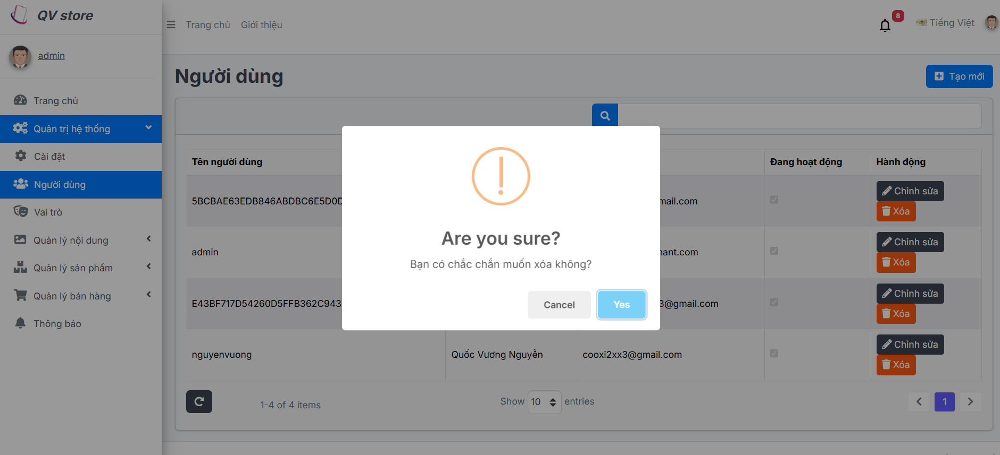 QV store
Trang chủ Giới thiệu
8
Tiếng Việt
admin
Người dùng
Tạo mới
Trang chủ
Quản trị hệ thống
Cài đặt
Người dùng
Vai trò
Quản lý nội dung
Quản lý sản phẩm
Quản lý bán hàng
Thông báo
Tên người dùng
Đang hoạt động
Hành động
5BCBAE63EDB846ABDBC6E5D0D
mail.com
Chỉnh sửa
Xóa
admin
nant.com
Chỉnh sửa
Xóa
E43BF717D54260D5FFB362C943
3@gmail.com
Chỉnh sửa
Xóa
nguyenvuong
Quốc Vương Nguyễn
cooxi2xx3@gmail.com
Chỉnh sửa
Xóa
Are you sure?
Bạn có chắc chắn muốn xóa không?
Cancel
Yes
1-4 of 4 items
Show 10 entries
1